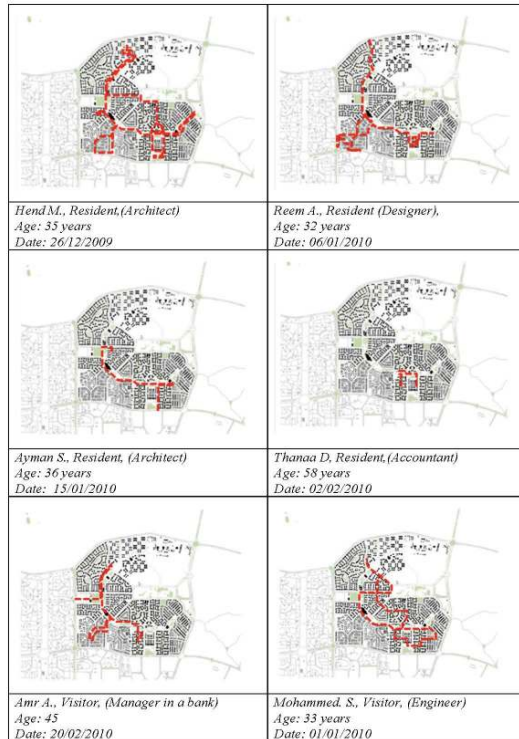 Hend M., Resident,(Architect)
Age: 35 years
Date: 26/12/2009
Reem A., Resident (Designer),
Age: 32 years
Date: 06/01/2010
Ayman S., Resident, (Architect)
Age: 36 years
Date:  15/01/2010
Thanaa D, Resident,(Accountant)
Age: 58 years
Date: 02/02/2010
Amr A., Visitor, (Manager in a bank)
Age: 45
Date: 20/02/2010
Mohammed. S., Visitor, (Engineer)
Age: 33 years
Date: 01/01/2010